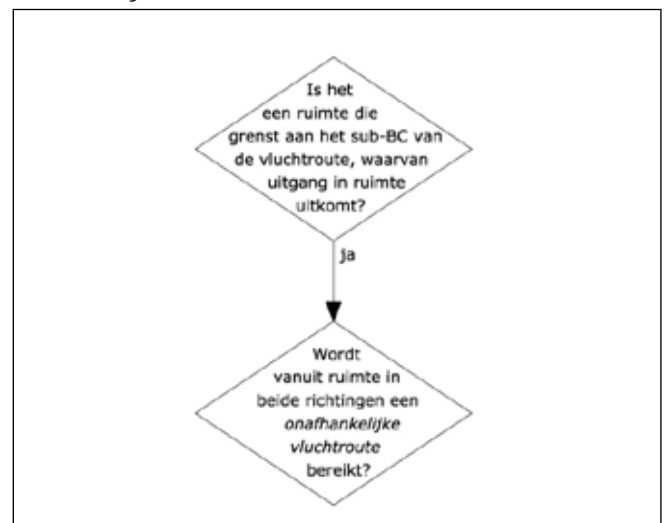 Is het
een ruimte die
grenst aan het sub-BC van
de vluchtroute, waarvan
uitgang in ruimte
uitkomt?
ja
Wordt
vanuit ruimte in
beide richtingen een
onafhankelijke
vluchtroute
bereikt?